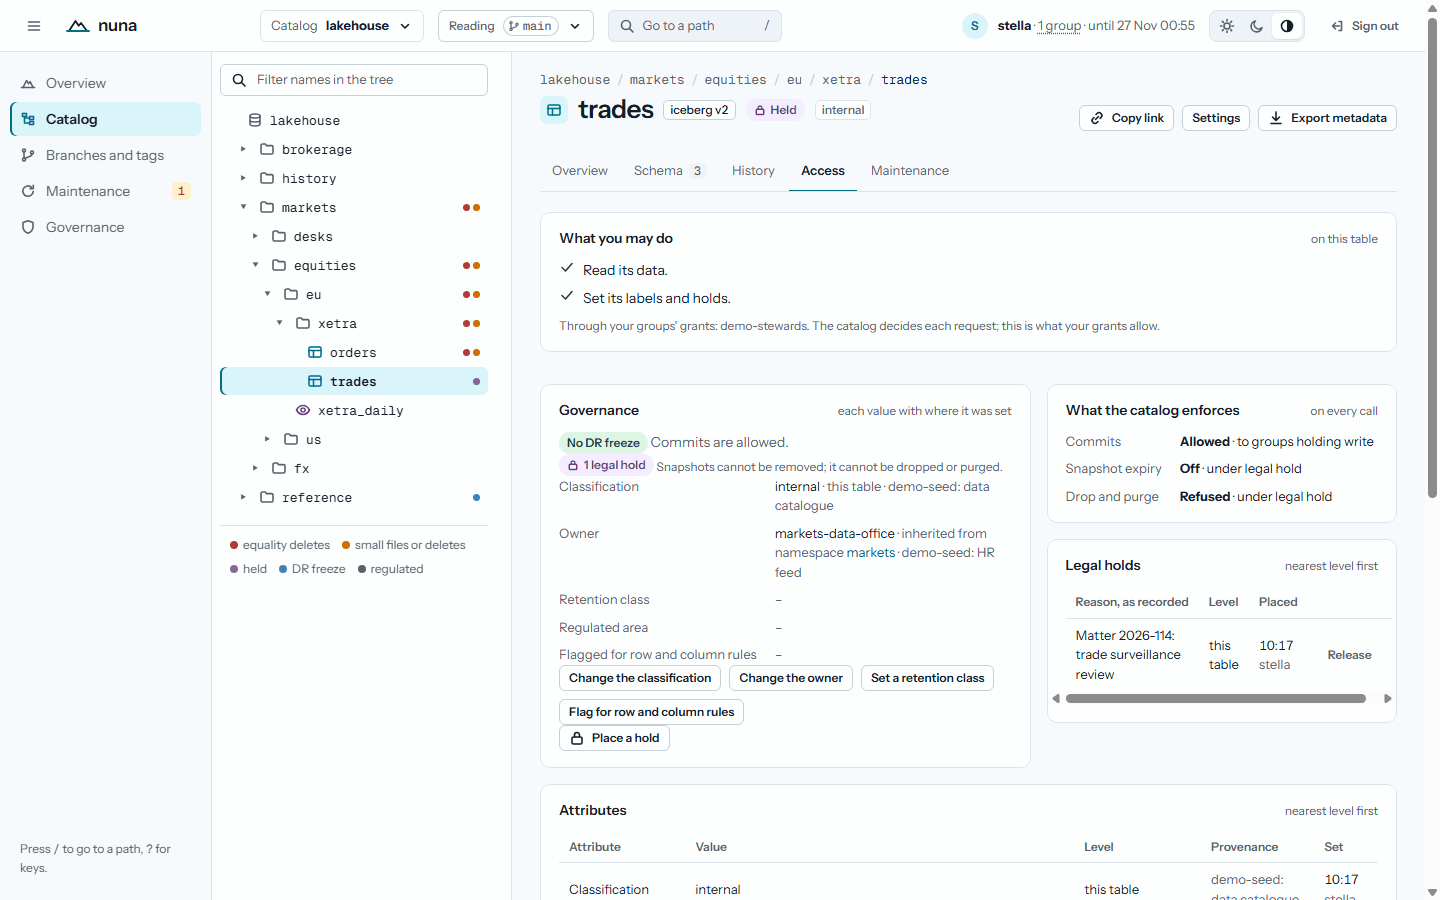 nuna
Catalog lakehouse
Reading main
Go to a path /
S
stella · 1 group · until 27 Nov 00:55
Sign out
Overview
Catalog
Branches and tags
Maintenance 1
Governance
Press / to go to a path, ? for
keys.
Filter names in the tree
lakehouse
brokerage
history
markets
desks
equities
eu
xetra
orders
trades
xetra_daily
us
fx
reference
equality deletes small files or deletes
held DR freeze regulated
lakehouse / markets / equities / eu / xetra / trades
trades iceberg v2 Held internal
Copy link Settings Export metadata
Overview Schema 3 History Access Maintenance
What you may do on this table
Read its data.
Set its labels and holds.
Through your groups' grants: demo-stewards. The catalog decides each request; this is what your grants allow.
Governance each value with where it was set
No DR freeze Commits are allowed.
1 legal hold Snapshots cannot be removed; it cannot be dropped or purged.
Classification internal · this table · demo-seed: data
catalogue
Owner markets-data-office · inherited from
namespace markets · demo-seed: HR
feed
Retention class –
Regulated area –
Flagged for row and column rules –
Change the classification Change the owner Set a retention class
Flag for row and column rules
Place a hold
What the catalog enforces on every call
Commits Allowed · to groups holding write
Snapshot expiry Off · under legal hold
Drop and purge Refused · under legal hold
Legal holds nearest level first
Reason, as recorded Level Placed
Matter 2026-114:
trade surveillance
review
this
table
10:17
stella
Release
Attributes nearest level first
Attribute Value Level Provenance Set
Classification internal this table
demo-seed:
data catalogue
10:17
stella